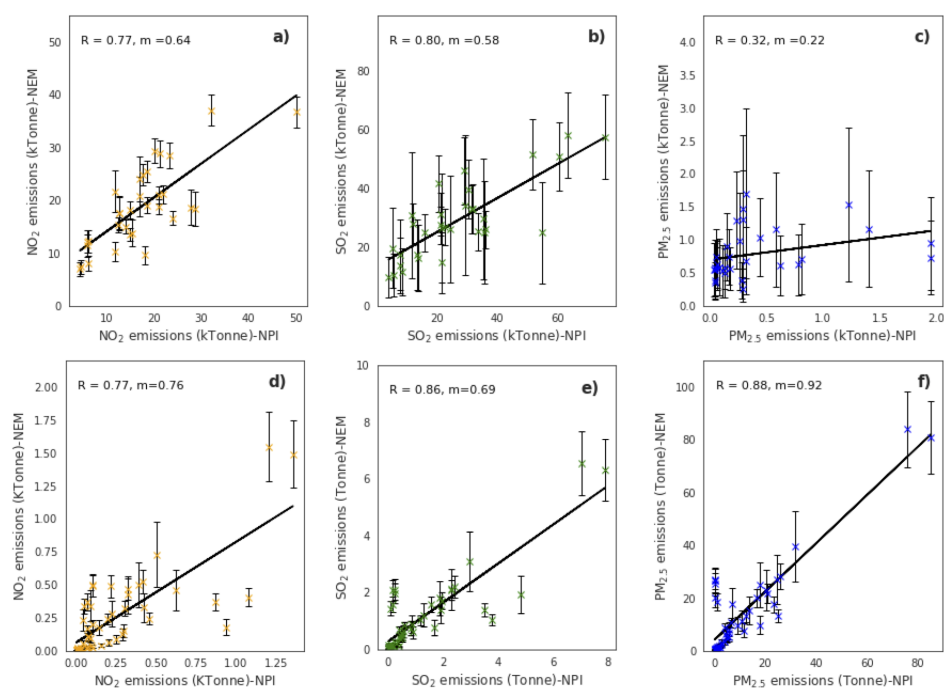 R = 0.77, m =0.64
a)
50
40
30
20
10
0
NO2 emissions (kTonne)-NEM
10 20 30 40 50
NO2 emissions (kTonne)-NPI
R = 0.80, m =0.58
b)
80
60
40
20
0
SO2 emissions (kTonne)-NEM
20 40 60
SO2 emissions (kTonne)-NPI
R = 0.32, m =0.22
c)
4.0
3.5
3.0
2.5
2.0
1.5
1.0
0.5
0.0
PM2.5 emissions (kTonne)-NEM
0.0 0.5 1.0 1.5 2.0
PM2.5 emissions (kTonne)-NPI
R = 0.77, m=0.76
d)
2.00
1.75
1.50
1.25
1.00
0.75
0.50
0.25
0.00
NO2 emissions (KTonne)-NEM
0.00 0.25 0.50 0.75 1.00 1.25
NO2 emissions (KTonne)-NPI
R = 0.86, m=0.69
e)
10
8
6
4
2
0
SO2 emissions (Tonne)-NEM
0 2 4 6 8
SO2 emissions (Tonne)-NPI
R = 0.88, m=0.92
f)
100
80
60
40
20
0
PM2.5 emissions (Tonne)-NEM
0 20 40 60 80
PM2.5 emissions (Tonne)-NPI